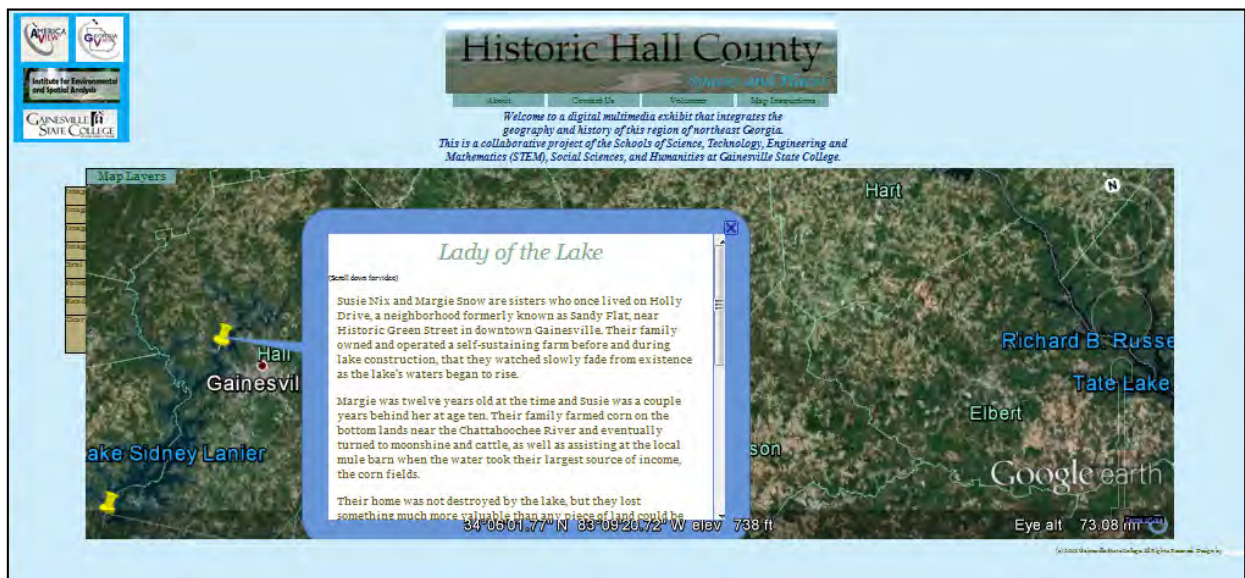 AMERICA
VIEW
GEORGIA
VIEW
Institute for Environmental
and Spatial Analysis
GAINESVILLE
STATE COLLEGE
Historic Hall County
Spaces and Places
About Contact Us Volunteer Map Instructions
Welcome to a digital multimedia exhibit that integrates the
geography and history of this region of northeast Georgia.
This is a collaborative project of the Schools of Science, Technology, Engineering and
Mathematics (STEM), Social Sciences, and Humanities at Gainesville State College.
Map Layers
Hart
N
Lady of the Lake
(Scroll down for video)
Susie Nix and Margie Snow are sisters who once lived on Holly
Drive, a neighborhood formerly known as Sandy Flat, near
Historic Green Street in downtown Gainesville. Their family
owned and operated a self-sustaining farm before and during
lake construction, that they watched slowly fade from existence
as the lake's waters began to rise.
Margie was twelve years old at the time and Susie was a couple
years behind her at age ten. Their family farmed corn on the
bottom lands near the Chattahoochee River and eventually
turned to moonshine and cattle, as well as assisting at the local
mule barn when the water took their largest source of income,
the corn fields.
Their home was not destroyed by the lake, but they lost
something much more valuable than any piece of land could be
Hall
Gainesvil
ake Sidney Lanier
Richard B. Russe
Tate Lake
Elbert
son
Google earth
34°06'01.77" N 83°09'20.72" W elev 738 ft
Eye alt 73.08 mi